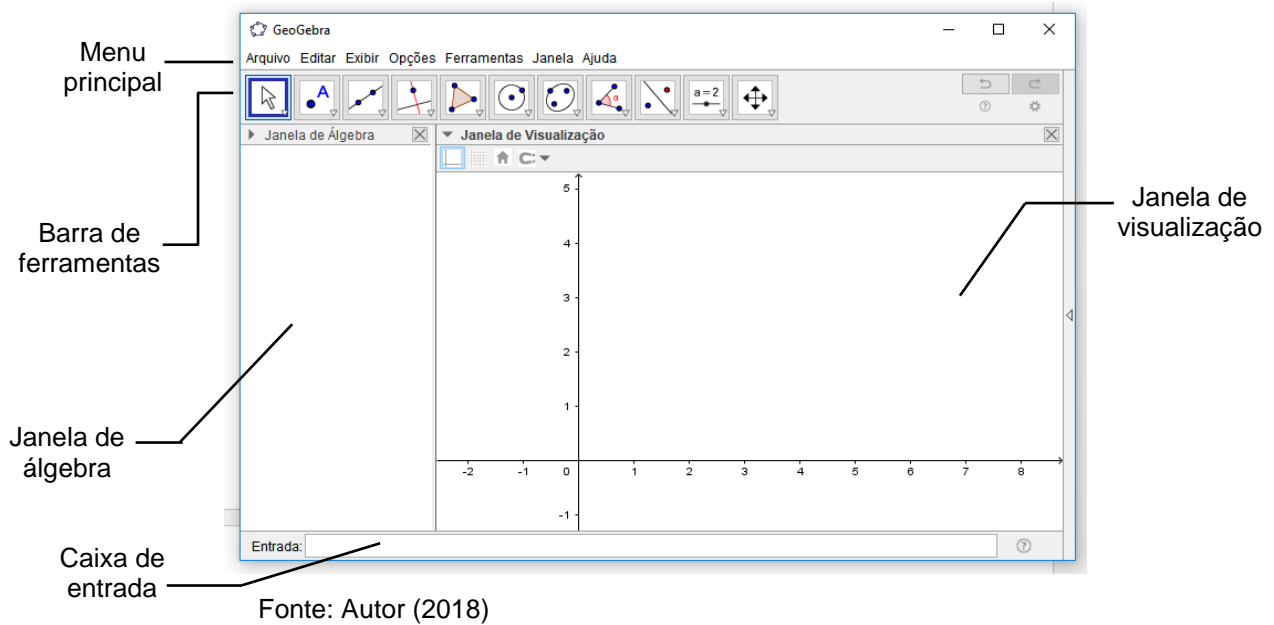 GeoGebra
Menu
principal
Arquivo Editar Exibir Opções Ferramentas Janela Ajuda
A
α
a=2
Janela de Álgebra
Janela de Visualização
Barra de
ferramentas
Janela de
visualização
5
4
3
2
1
-2 -1 0 1 2 3 4 5 6 7 8
-1
Janela de
álgebra
Entrada:
Caixa de
entrada
Fonte: Autor (2018)